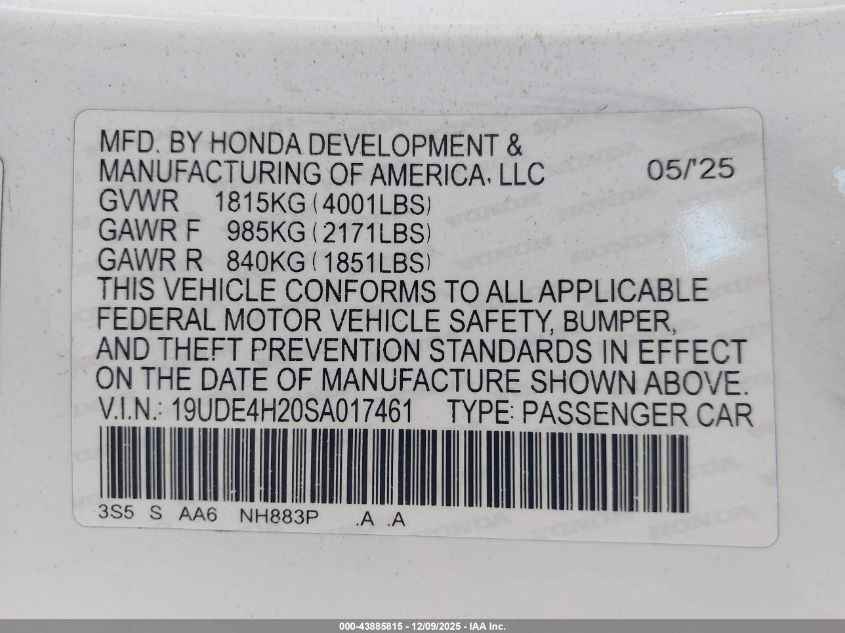 MFD. BY HONDA DEVELOPMENT &
MANUFACTURING OF AMERICA, LLC 05/'25
GVWR 1815KG (4001LBS)
GAWR F 985KG (2171LBS)
GAWR R 840KG (1851LBS)
THIS VEHICLE CONFORMS TO ALL APPLICABLE
FEDERAL MOTOR VEHICLE SAFETY, BUMPER,
AND THEFT PREVENTION STANDARDS IN EFFECT
ON THE DATE OF MANUFACTURE SHOWN ABOVE.
V.I.N.: 19UDE4H20SA017461 TYPE: PASSENGER CAR
3S5 S AA6 NH883P .A .A
000-43885815 - 12/09/2025 - IAA Inc.